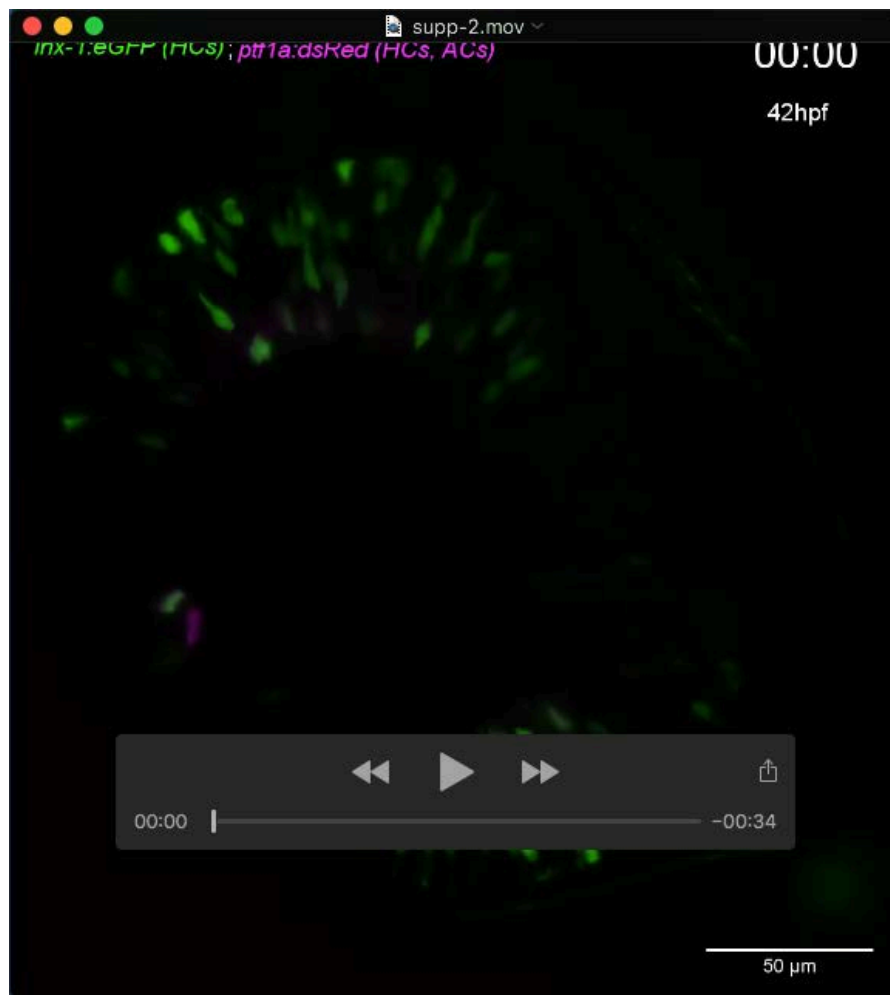 supp-2.mov
lnx-1:eGFP (HCs) ; ptf1a:dsRed (HCs, ACs)
00:00
42hpf
00:00
-00:34
50 µm